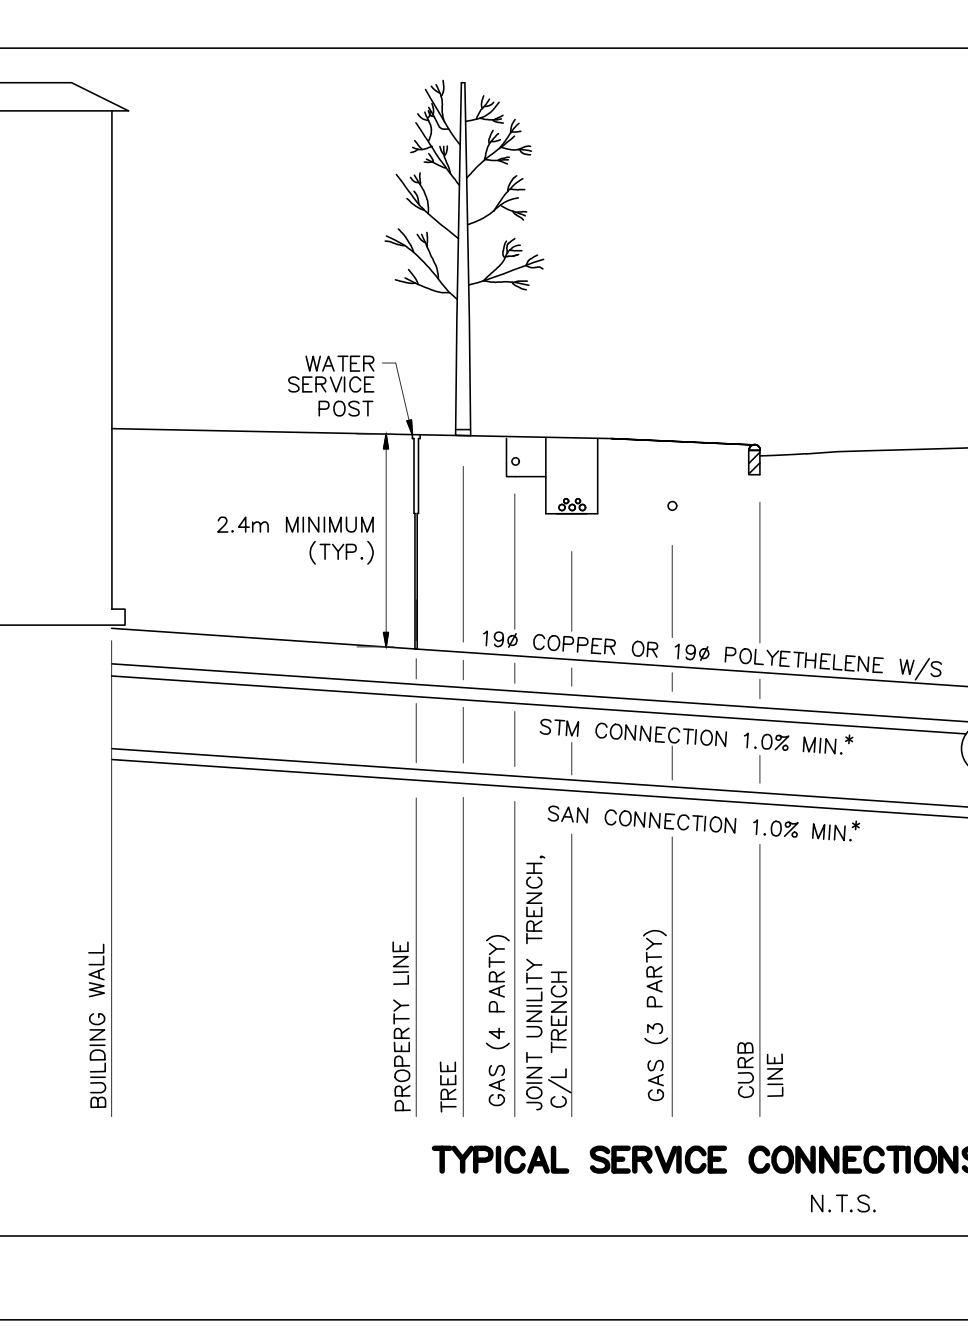 WATER
SERVICE
POST
2.4m MINIMUM
(TYP.)
19ø COPPER OR 19ø POLYETHELENE W/S
STM CONNECTION 1.0% MIN.*
SAN CONNECTION 1.0% MIN.*
BUILDING WALL
PROPERTY LINE
TREE
GAS (4 PARTY)
JOINT UNILITY TRENCH,
C/L TRENCH
GAS (3 PARTY)
CURB
LINE
TYPICAL SERVICE CONNECTIONS
N.T.S.